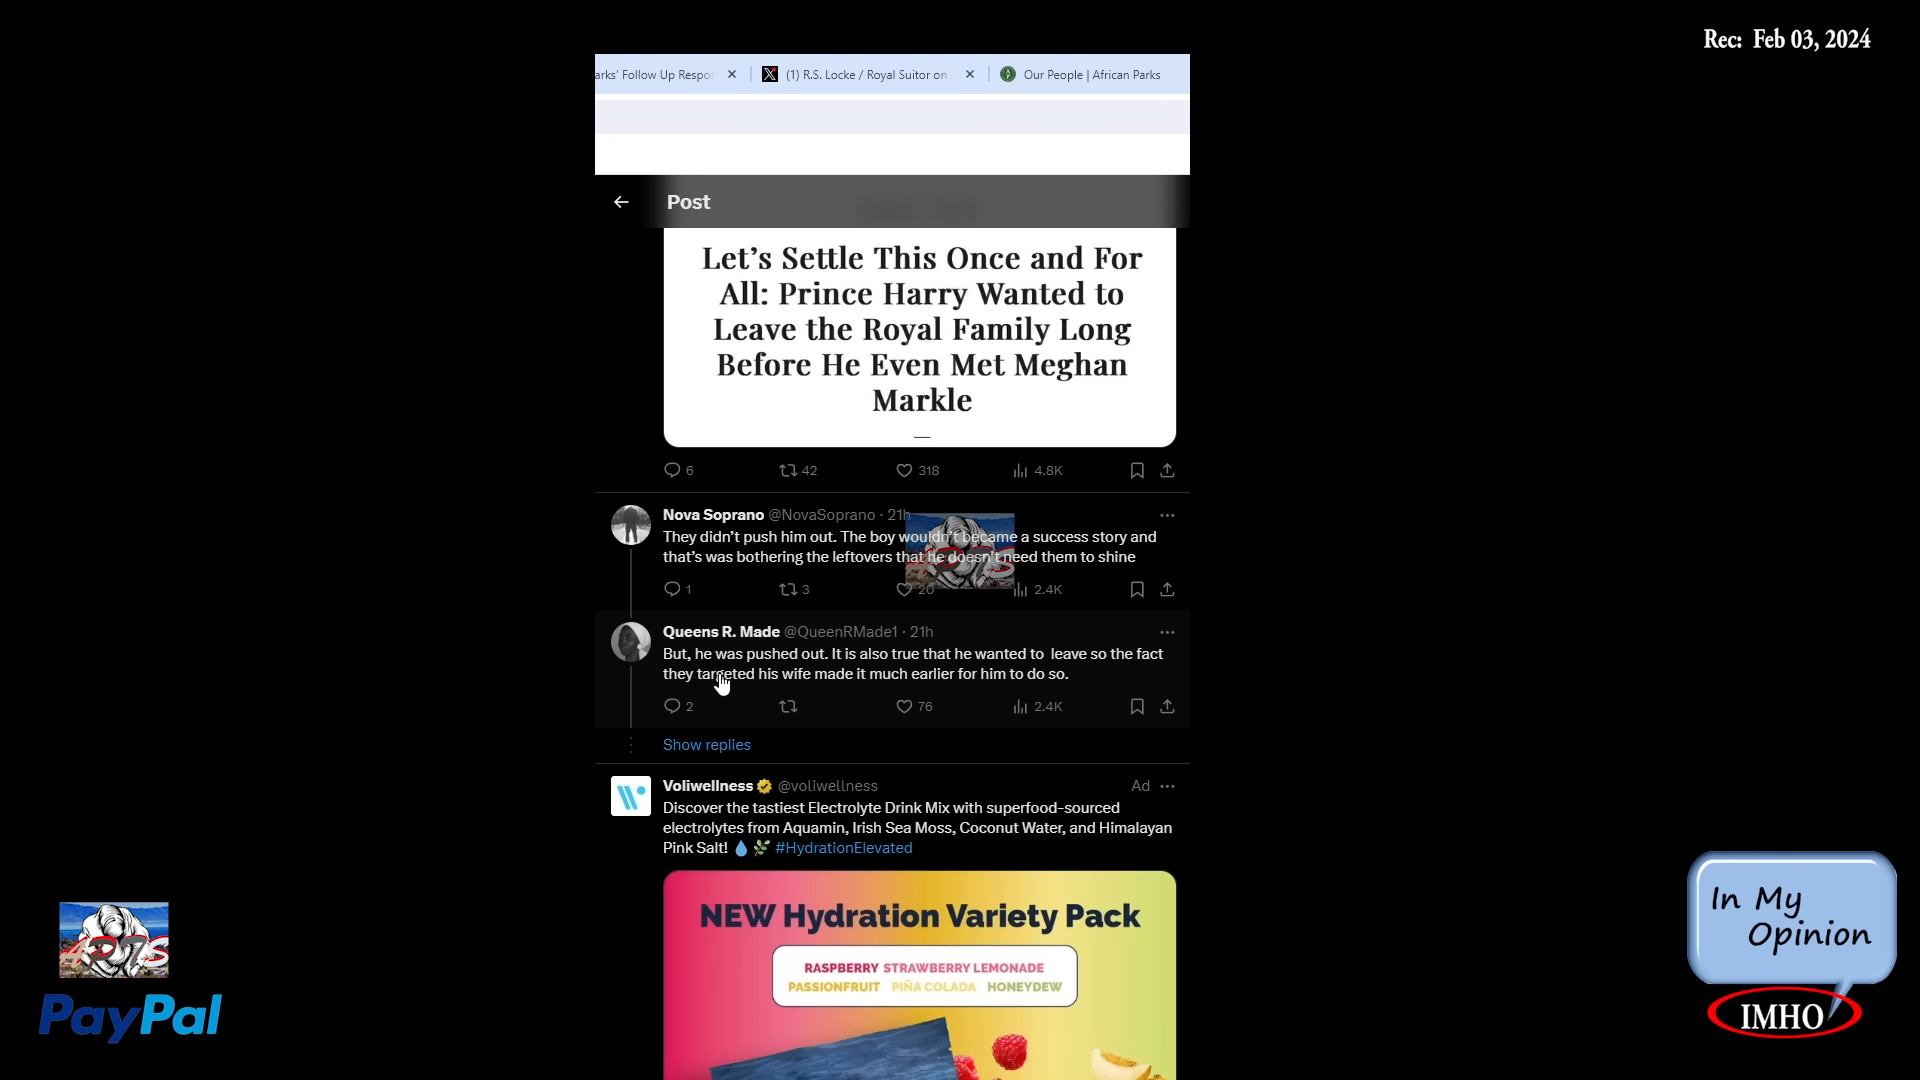 Rec: Feb 03, 2024
arks' Follow Up Respo
(1) R.S. Locke / Royal Suitor on
Our People | African Parks
Post
Let's Settle This Once and For
All: Prince Harry Wanted to
Leave the Royal Family Long
Before He Even Met Meghan
Markle
6 42 318 4.8K
Nova Soprano @NovaSoprano · 21h
They didn't push him out. The boy wouldn't became a success story and
that's was bothering the leftovers that he doesn't need them to shine
1 3 20 2.4K
Queens R. Made @QueenRMade1 · 21h
But, he was pushed out. It is also true that he wanted to leave so the fact
they targeted his wife made it much earlier for him to do so.
2 76 2.4K
Show replies
Voliwellness @voliwellness Ad
Discover the tastiest Electrolyte Drink Mix with superfood-sourced
electrolytes from Aquamin, Irish Sea Moss, Coconut Water, and Himalayan
Pink Salt! 💧🌿 #HydrationElevated
NEW Hydration Variety Pack
RASPBERRY STRAWBERRY LEMONADE
PASSIONFRUIT PIÑA COLADA HONEYDEW
PayPal
In My
Opinion
IMHO